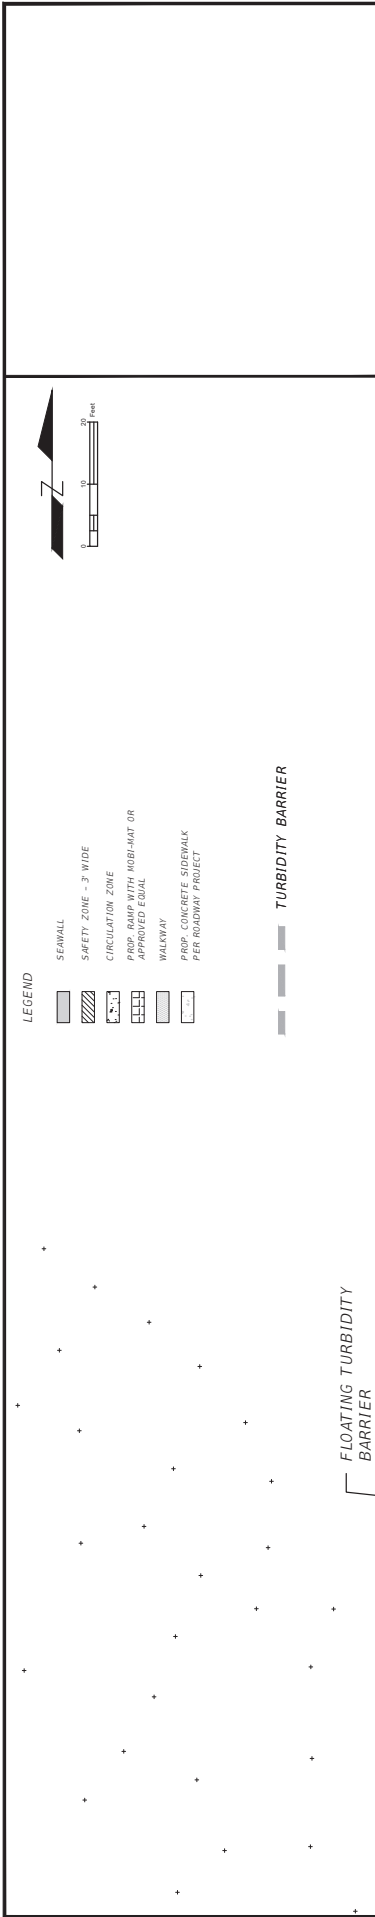 N
0 10 20
Feet
LEGEND
SEAWALL
SAFETY ZONE - 3' WIDE
CIRCULATION ZONE
PROP. RAMP WITH MOBI-MAT OR
APPROVED EQUAL
WALKWAY
PROP. CONCRETE SIDEWALK
PER ROADWAY PROJECT
TURBIDITY BARRIER
FLOATING TURBIDITY
BARRIER